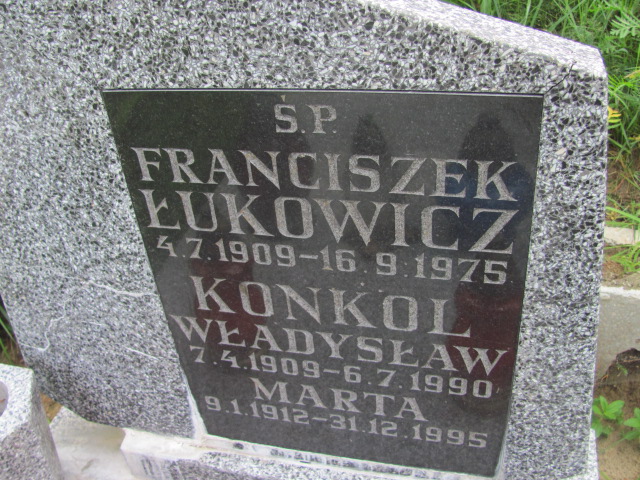 Ś.P.
FRANCISZEK
ŁUKOWICZ
4.7.1909-16.9.1975
KONKOL
WŁADYSŁAW
7.4.1909-6.7.1990
MARTA
9.1.1912-31.12.1995